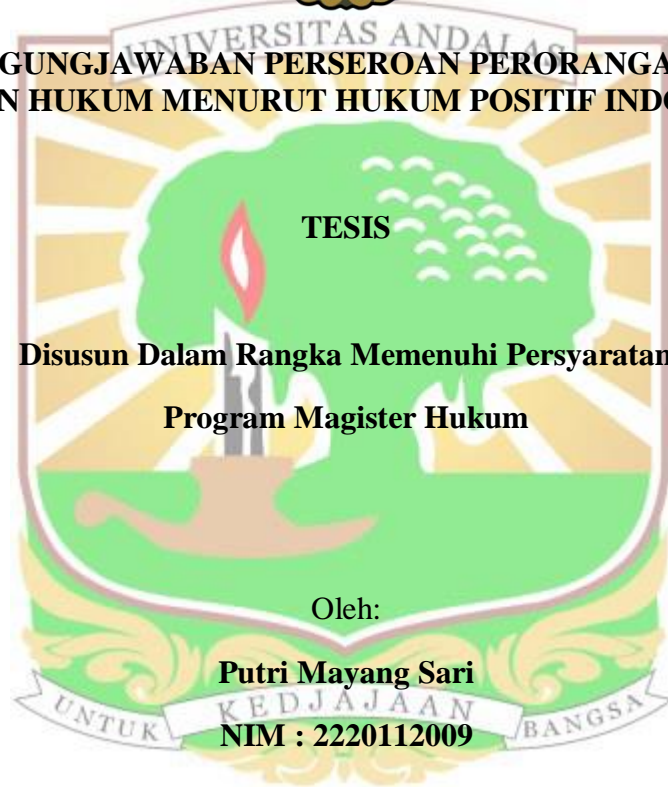 UNIVERSITAS ANDALAS
GUNGJAWABAN PERSEROAN PERORANGA
N HUKUM MENURUT HUKUM POSITIF INDO
TESIS
Disusun Dalam Rangka Memenuhi Persyaratan
Program Magister Hukum
Oleh:
Putri Mayang Sari
NIM : 2220112009
UNTUK KEDJAJAAN BANGSA